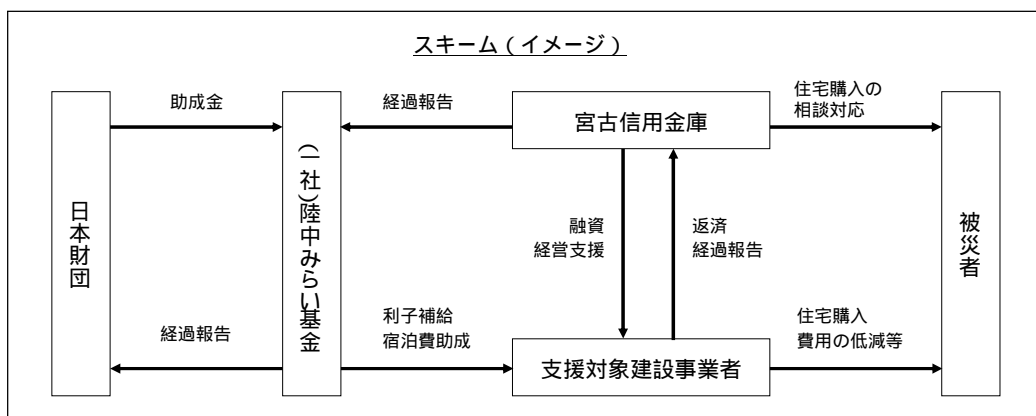 スキーム（イメージ）
日本財団
助成金
経過報告
(一社)陸中みらい基金
経過報告
利子補給
宿泊費助成
宮古信用金庫
融資
経営支援
返済
経過報告
支援対象建設事業者
住宅購入の
相談対応
住宅購入
費用の低減等
被災者